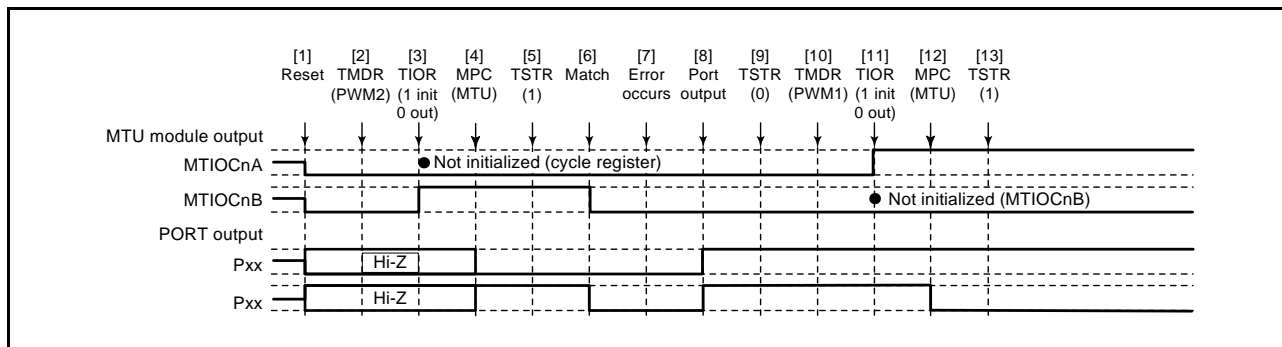 [1] [2] [3] [4] [5] [6] [7] [8] [9] [10] [11] [12] [13]
Reset TMDR TIOR MPC TSTR Match Error Port TSTR TMDR TIOR MPC TSTR
(PWM2) (1 init (MTU) (1) occurs output (0) (PWM1) (1 init (MTU) (1)
0 out) 0 out)
MTU module output
MTIOCnA ● Not initialized (cycle register)
MTIOCnB ● Not initialized (MTIOCnB)
PORT output
Pxx Hi-Z
Pxx Hi-Z